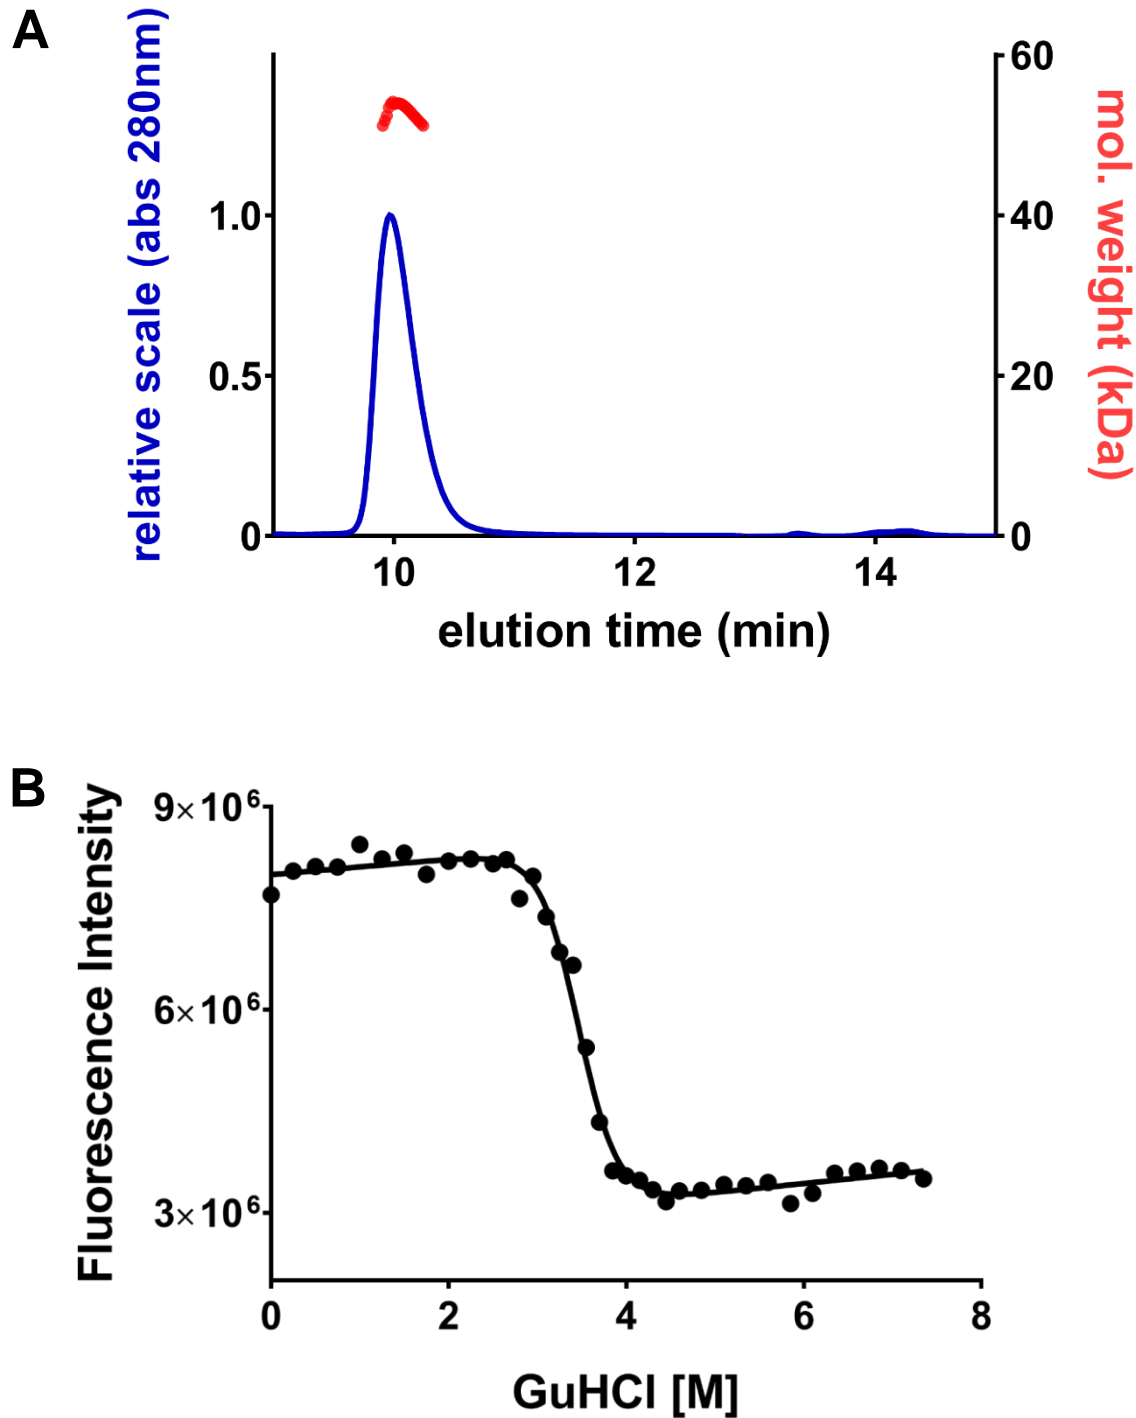 A
relative scale (abs 280nm)
1.0
0.5
0
60
40
20
0
mol. weight (kDa)
10 12 14
elution time (min)
B
Fluorescence Intensity
9×10⁶
6×10⁶
3×10⁶
0 2 4 6 8
GuHCl [M]